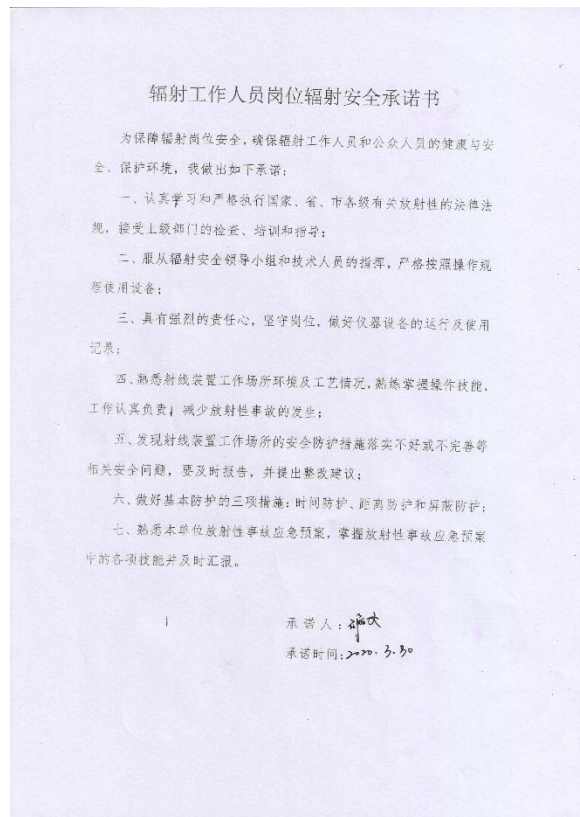 辐射工作人员岗位辐射安全承诺书
为保障辐射岗位安全，确保辐射工作人员和公众人员的健康与安
全、保护环境，我做出如下承诺：
一、认真学习和严格执行国家、省、市各级有关放射性的法律法
规，接受上级部门的检查、培训和指导；
二、服从辐射安全领导小组和技术人员的指挥，严格按照操作规
程使用设备；
三、具有强烈的责任心，坚守岗位，做好仪器设备的运行及使用
记录；
四、熟悉射线装置工作场所环境及工艺情况，熟练掌握操作技能，
工作认真负责，减少放射性事故的发生；
五、发现射线装置工作场所的安全防护措施落实不好或不完善等
相关安全问题，要及时报告，并提出整改建议；
六、做好基本防护的三项措施：时间防护、距离防护和屏蔽防护；
七、熟悉本单位放射性事故应急预案，掌握放射性事故应急预案
中的各项技能并及时汇报。
承诺人：
承诺时间：2020.3.30